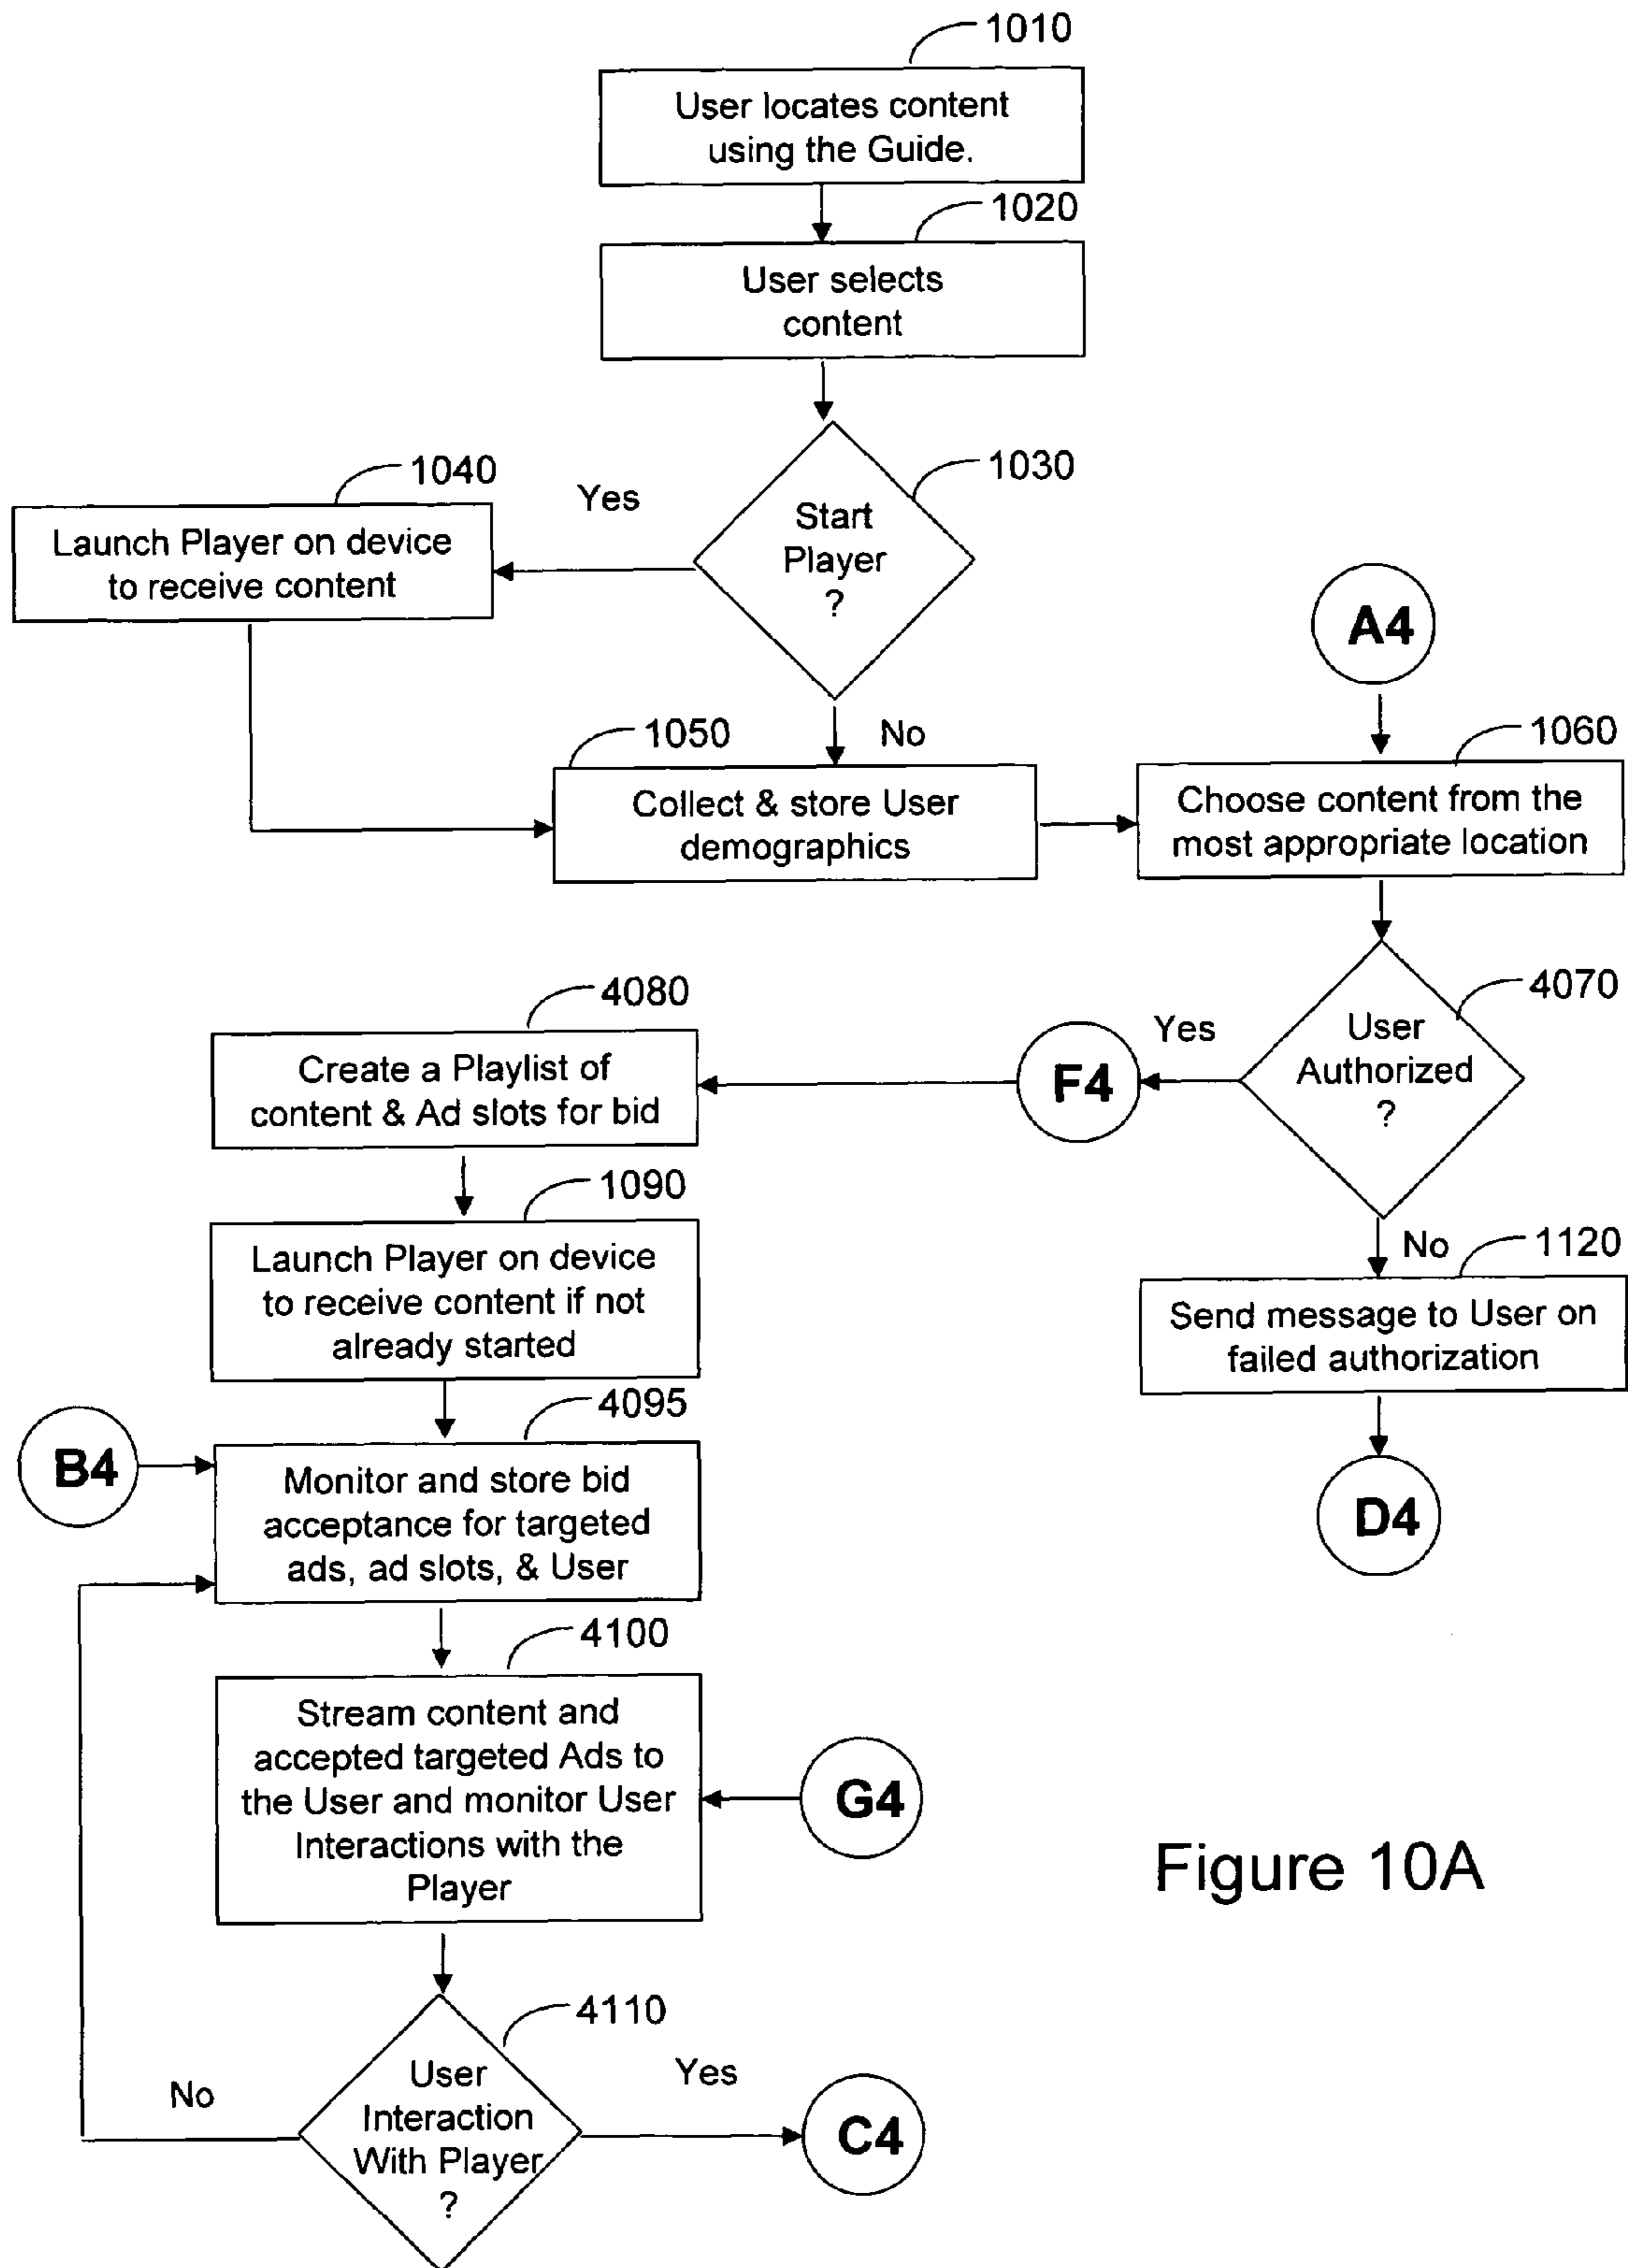 1010
User locates content
using the Guide.
1020
User selects
content
1030
Start
Player
?
Yes
1040
Launch Player on device
to receive content
No
1050
Collect & store User
demographics
A4
1060
Choose content from the
most appropriate location
4070
User
Authorized
?
Yes
F4
No
1120
Send message to User on
failed authorization
D4
4080
Create a Playlist of
content & Ad slots for bid
1090
Launch Player on device
to receive content if not
already started
4095
B4
Monitor and store bid
acceptance for targeted
ads, ad slots, & User
4100
Stream content and
accepted targeted Ads to
the User and monitor User
Interactions with the
Player
G4
4110
User
Interaction
With Player
?
No
Yes
C4
Figure 10A